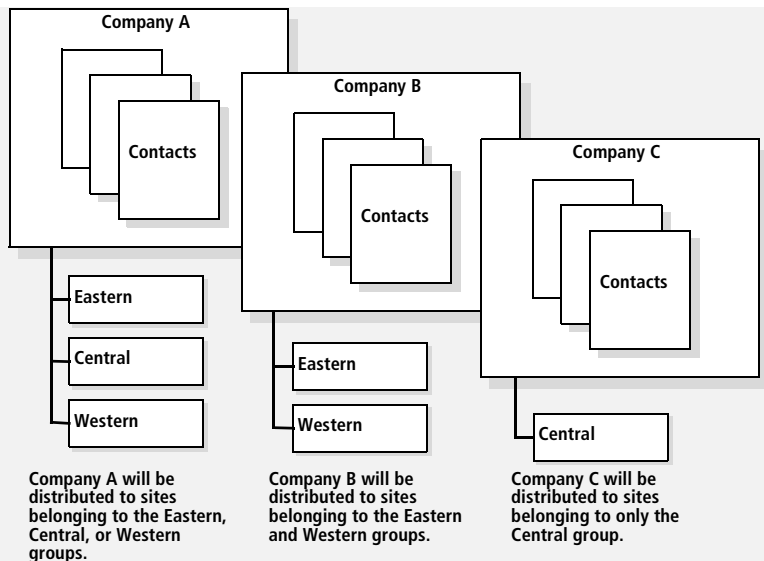 Company A
Contacts
Eastern
Central
Western
Company A will be
distributed to sites
belonging to the Eastern,
Central, or Western
groups.
Company B
Contacts
Eastern
Western
Company B will be
distributed to sites
belonging to the Eastern
and Western groups.
Company C
Contacts
Central
Company C will be
distributed to sites
belonging to only the
Central group.